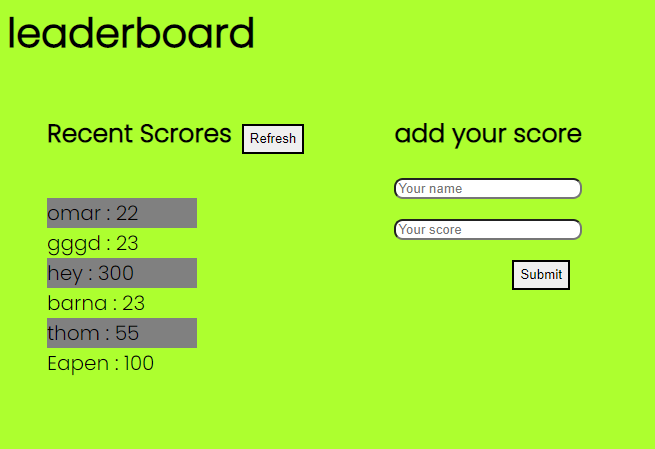 leaderboard
Recent Scrores
Refresh
omar : 22
gggd : 23
hey : 300
barna : 23
thom : 55
Eapen : 100
add your score
Your name
Your score
Submit